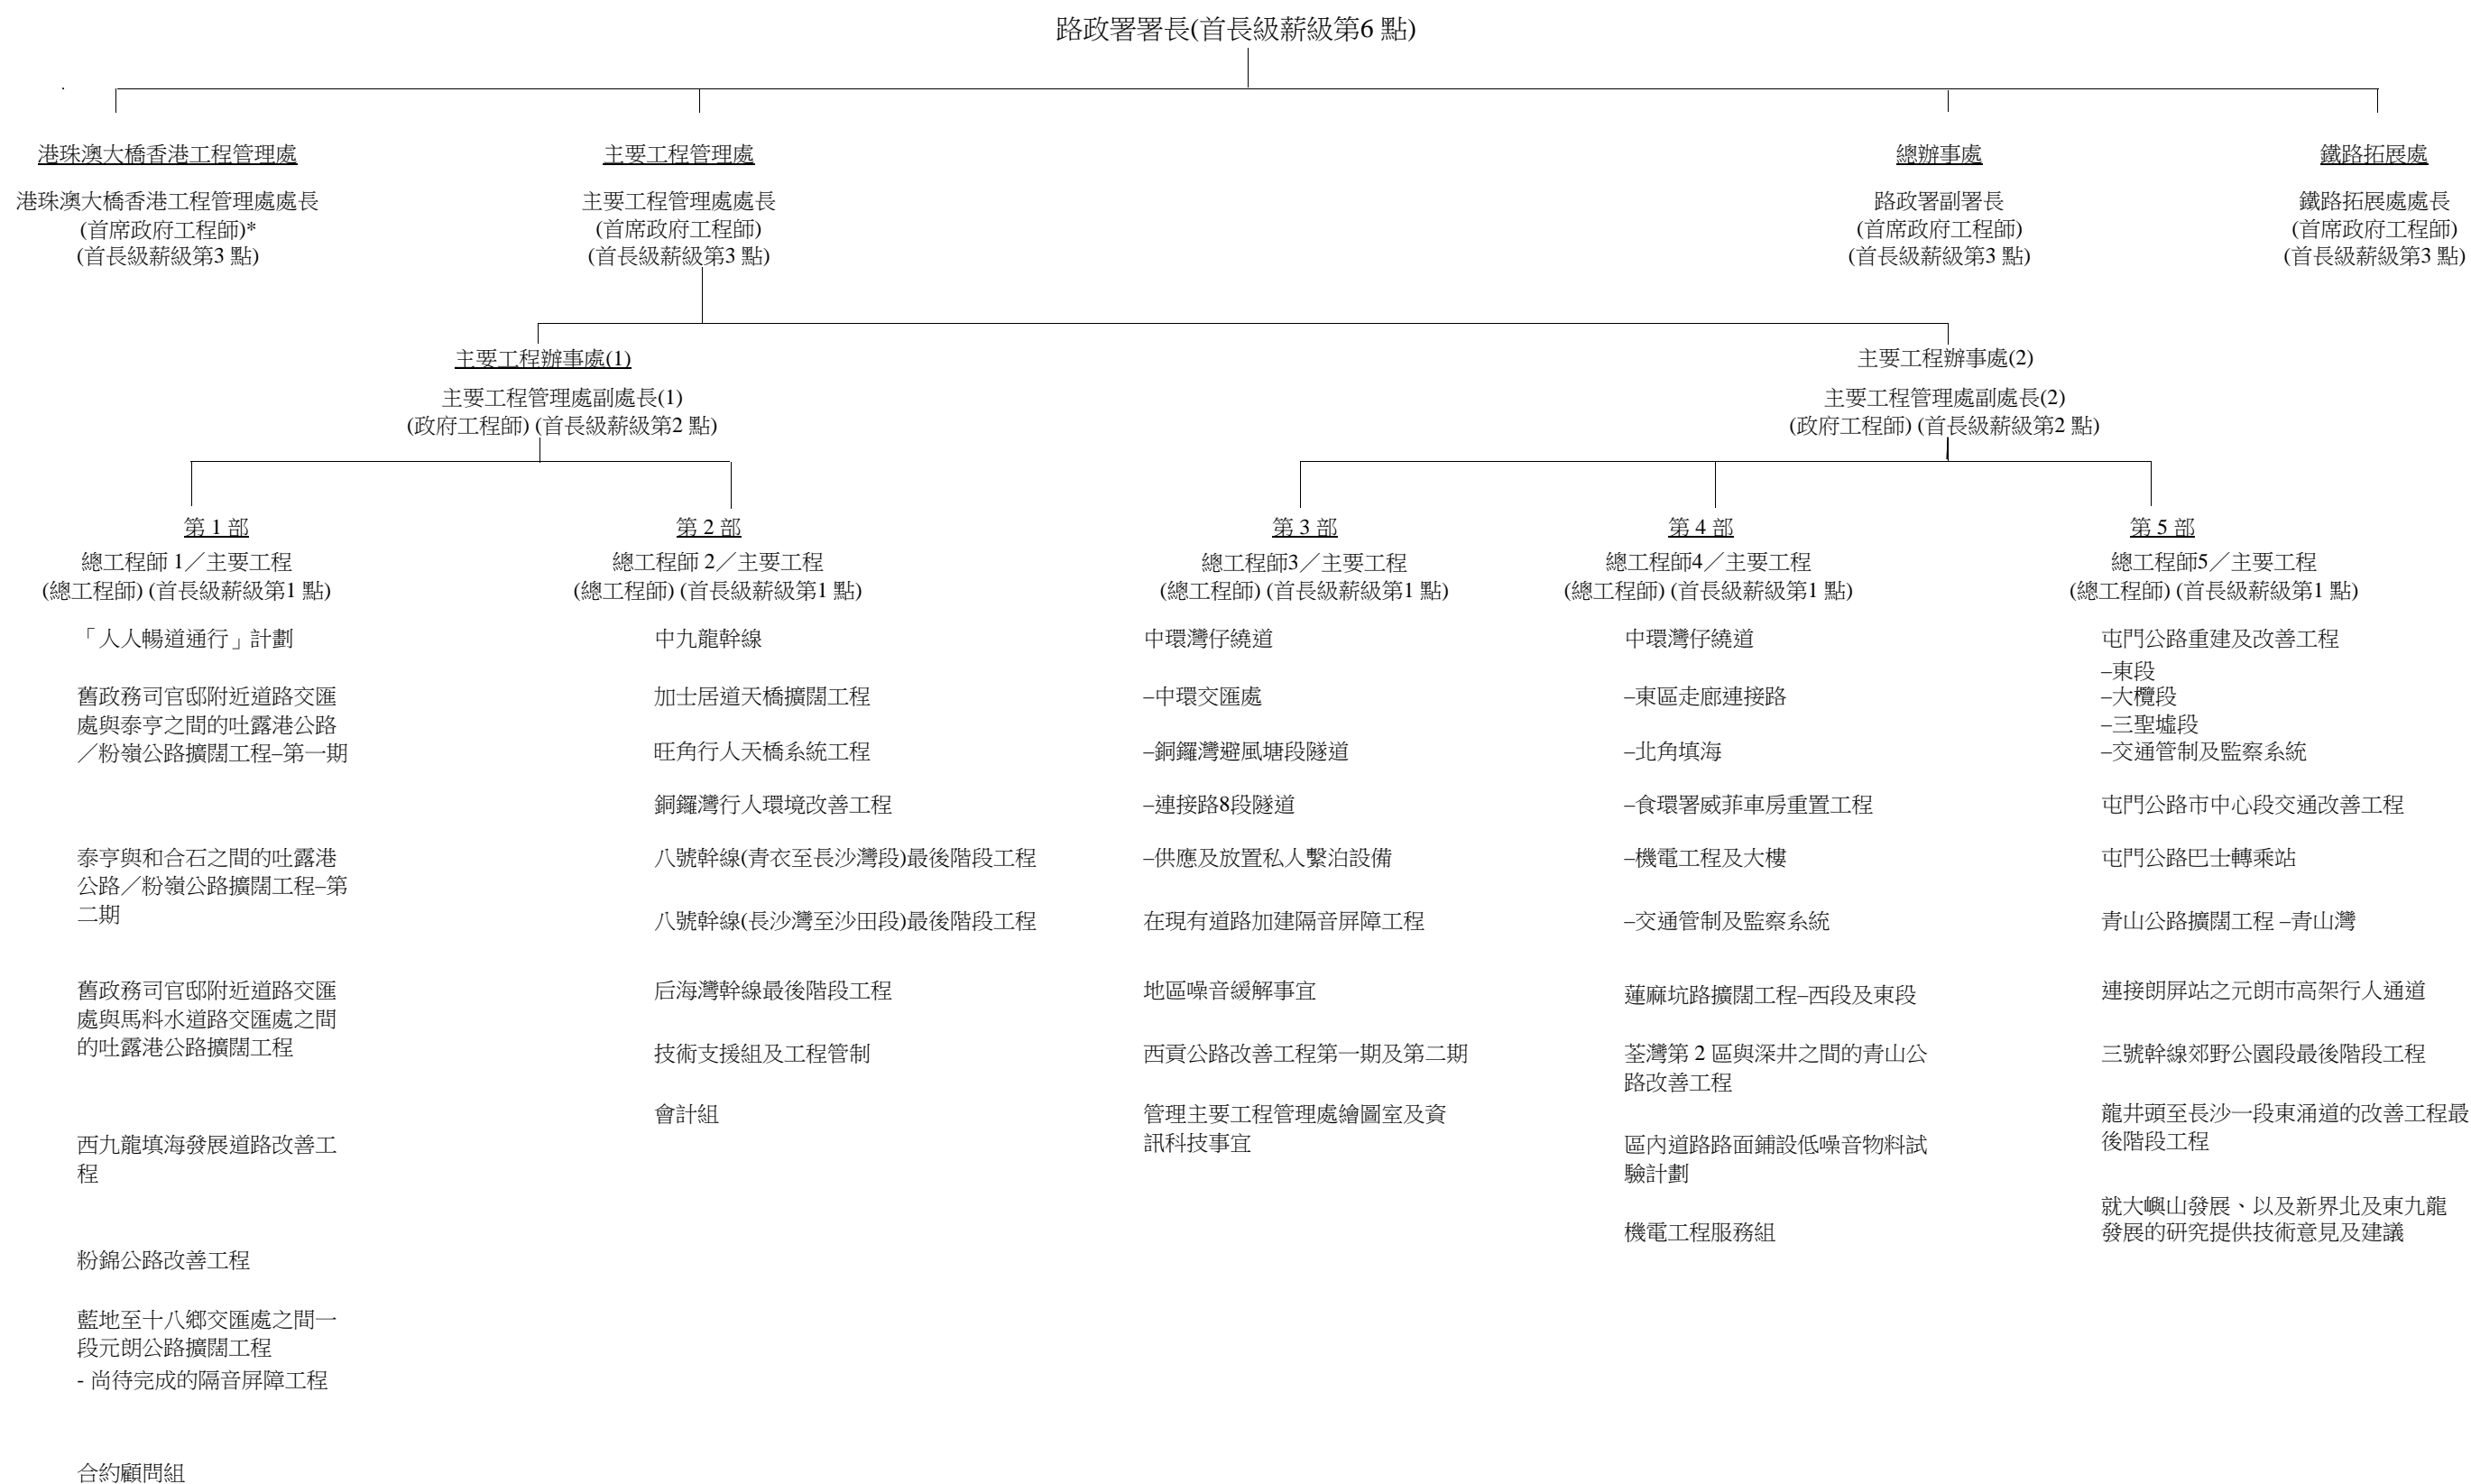 路政署署長(首長級薪級第6 點)
港珠澳大橋香港工程管理處
港珠澳大橋香港工程管理處處長
(首席政府工程師)*
(首長級薪級第3 點)
主要工程管理處
主要工程管理處處長
(首席政府工程師)
(首長級薪級第3 點)
總辦事處
路政署副署長
(首席政府工程師)
(首長級薪級第3 點)
鐵路拓展處
鐵路拓展處處長
(首席政府工程師)
(首長級薪級第3 點)
主要工程辦事處(1)
主要工程管理處副處長(1)
(政府工程師) (首長級薪級第2 點)
主要工程辦事處(2)
主要工程管理處副處長(2)
(政府工程師) (首長級薪級第2 點)
第 1 部
總工程師 1／主要工程
(總工程師) (首長級薪級第1 點)
「人人暢道通行」計劃
舊政務司官邸附近道路交匯
處與泰亨之間的吐露港公路
／粉嶺公路擴闊工程–第一期
泰亨與和合石之間的吐露港
公路／粉嶺公路擴闊工程–第
二期
舊政務司官邸附近道路交匯
處與馬料水道路交匯處之間
的吐露港公路擴闊工程
西九龍填海發展道路改善工
程
粉錦公路改善工程
藍地至十八鄉交匯處之間一
段元朗公路擴闊工程
- 尚待完成的隔音屏障工程
合約顧問組
第 2 部
總工程師 2／主要工程
(總工程師) (首長級薪級第1 點)
中九龍幹線
加士居道天橋擴闊工程
旺角行人天橋系統工程
銅鑼灣行人環境改善工程
八號幹線(青衣至長沙灣段)最後階段工程
八號幹線(長沙灣至沙田段)最後階段工程
后海灣幹線最後階段工程
技術支援組及工程管制
會計組
第 3 部
總工程師3／主要工程
(總工程師) (首長級薪級第1 點)
中環灣仔繞道
–中環交匯處
–銅鑼灣避風塘段隧道
–連接路8段隧道
–供應及放置私人繫泊設備
在現有道路加建隔音屏障工程
地區噪音緩解事宜
西貢公路改善工程第一期及第二期
管理主要工程管理處繪圖室及資
訊科技事宜
第 4 部
總工程師4／主要工程
(總工程師) (首長級薪級第1 點)
中環灣仔繞道
–東區走廊連接路
–北角填海
–食環署威菲車房重置工程
–機電工程及大樓
–交通管制及監察系統
蓮麻坑路擴闊工程–西段及東段
荃灣第 2 區與深井之間的青山公
路改善工程
區內道路路面鋪設低噪音物料試
驗計劃
機電工程服務組
第 5 部
總工程師5／主要工程
(總工程師) (首長級薪級第1 點)
屯門公路重建及改善工程
–東段
–大欖段
–三聖墟段
–交通管制及監察系統
屯門公路市中心段交通改善工程
屯門公路巴士轉乘站
青山公路擴闊工程 –青山灣
連接朗屏站之元朗市高架行人通道
三號幹線郊野公園段最後階段工程
龍井頭至長沙一段東涌道的改善工程最
後階段工程
就大嶼山發展、以及新界北及東九龍
發展的研究提供技術意見及建議